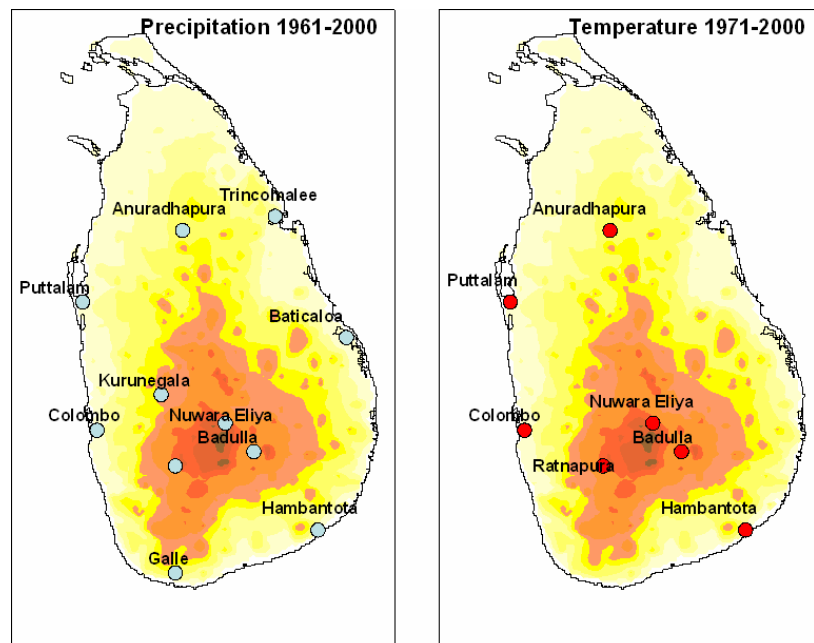 Precipitation 1961-2000
Trincomalee
Anuradhapura
Puttalam
Baticaloa
Kurunegala
Colombo
Nuwara Eliya
Badulla
Hambantota
Galle
Temperature 1971-2000
Anuradhapura
Puttalam
Nuwara Eliya
Colombo
Badulla
Ratnapura
Hambantota